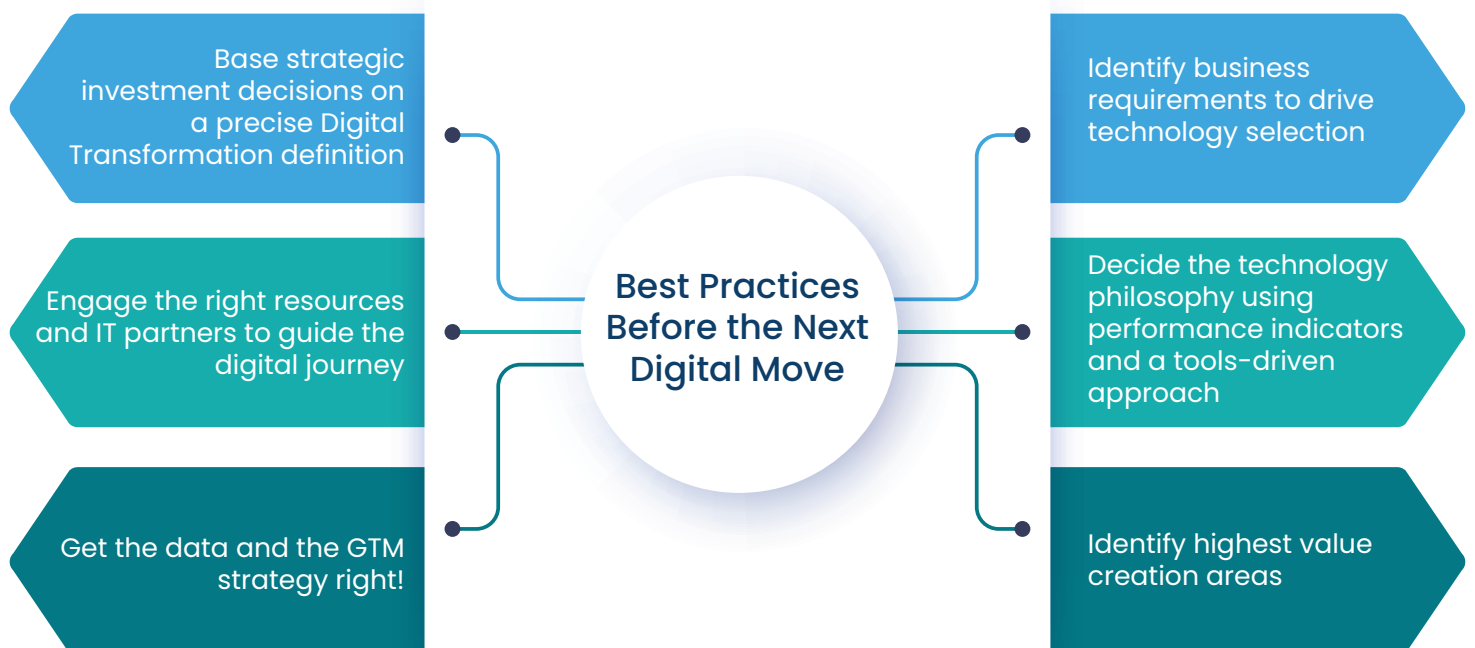 Base strategic
investment decisions on
a precise Digital
Transformation definition
Engage the right resources
and IT partners to guide the
digital journey
Get the data and the GTM
strategy right!
Best Practices
Before the Next
Digital Move
Identify business
requirements to drive
technology selection
Decide the technology
philosophy using
performance indicators
and a tools-driven
approach
Identify highest value
creation areas